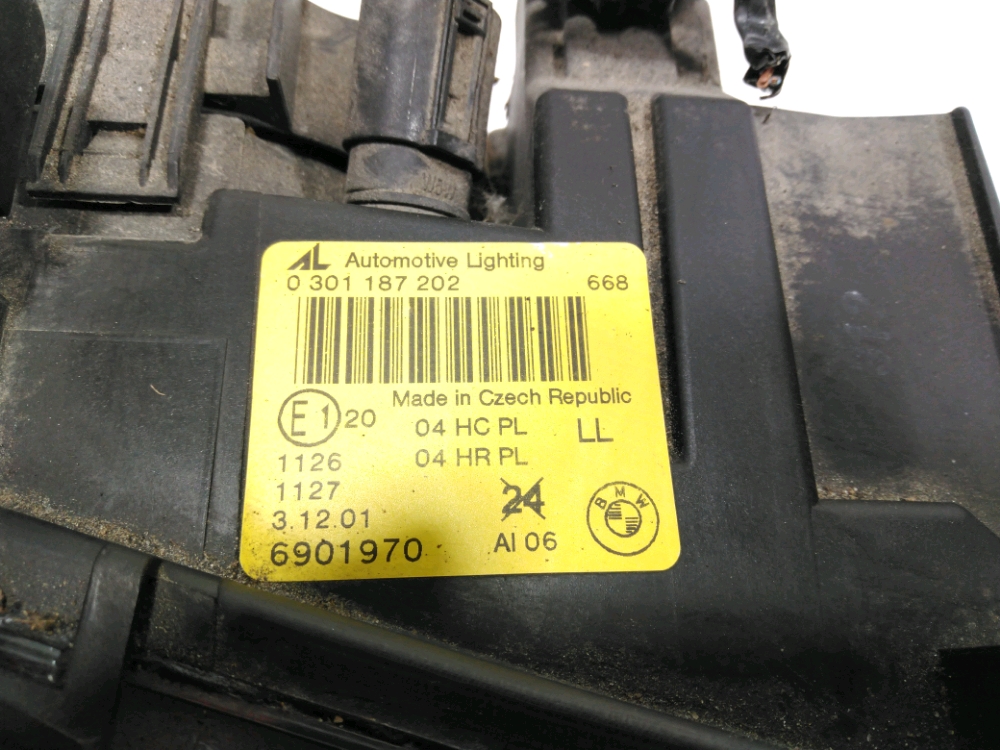 AL Automotive Lighting
0 301 187 202 668
Made in Czech Republic
E1 20 04 HC PL LL
1126 04 HR PL
1127 24
3.12.01
6901970 AI 06
BMW